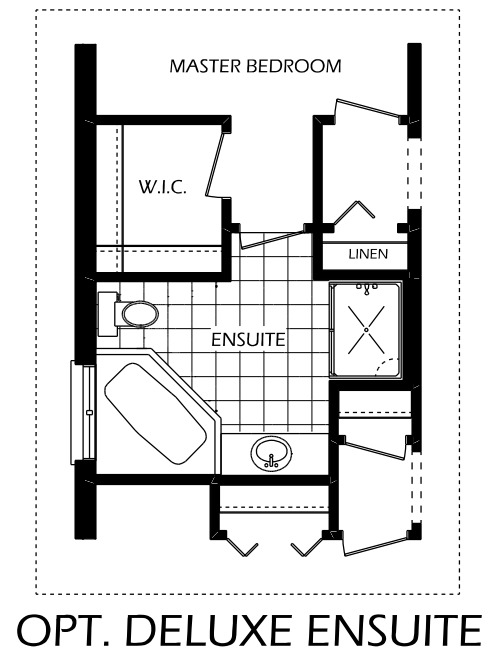 MASTER BEDROOM
W.I.C.
LINEN
ENSUITE
OPT. DELUXE ENSUITE